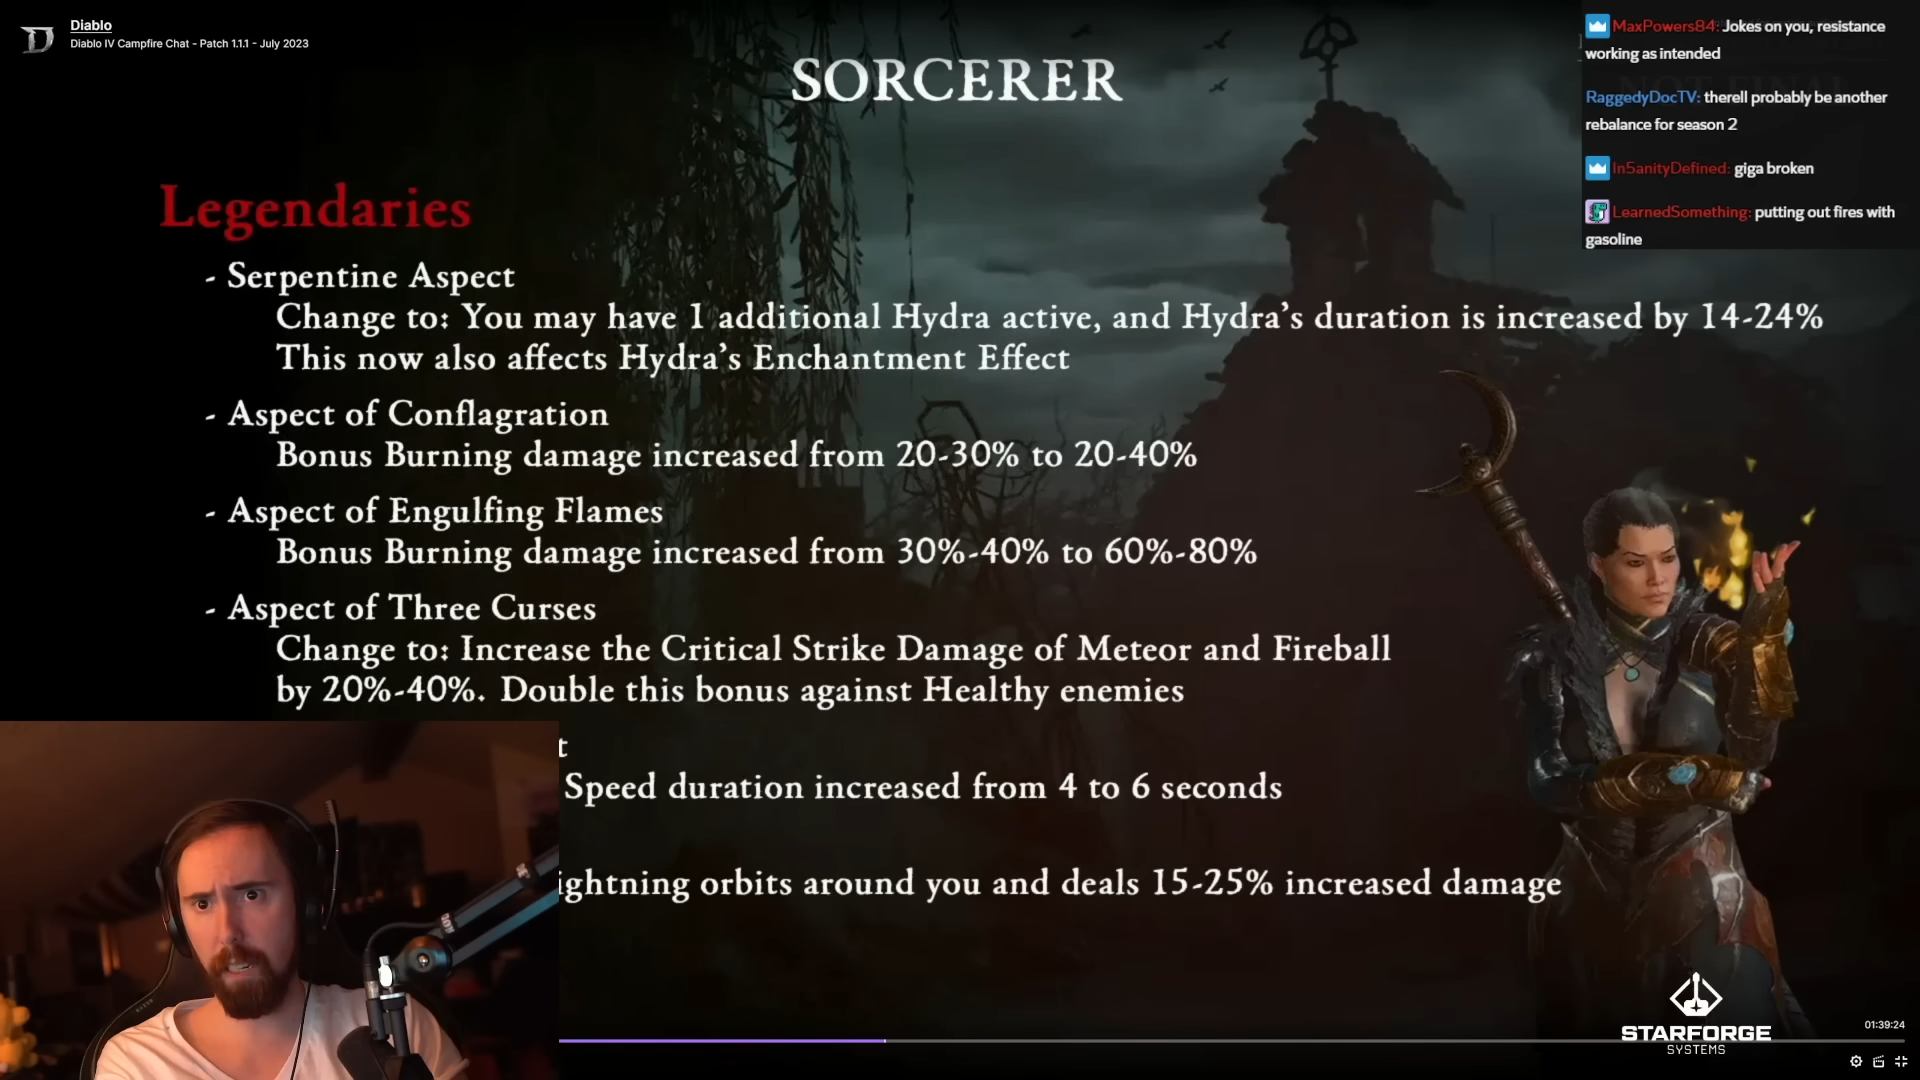 Diablo
Diablo IV Campfire Chat - Patch 1.1.1 - July 2023
SORCERER
MaxPowers84: Jokes on you, resistance
working as intended
RaggedyDocTV: therell probably be another
rebalance for season 2
In5anityDefined: giga broken
LearnedSomething: putting out fires with
gasoline
Legendaries
- Serpentine Aspect
Change to: You may have 1 additional Hydra active, and Hydra's duration is increased by 14-24%
This now also affects Hydra's Enchantment Effect
- Aspect of Conflagration
Bonus Burning damage increased from 20-30% to 20-40%
- Aspect of Engulfing Flames
Bonus Burning damage increased from 30%-40% to 60%-80%
- Aspect of Three Curses
Change to: Increase the Critical Strike Damage of Meteor and Fireball
by 20%-40%. Double this bonus against Healthy enemies
t
Speed duration increased from 4 to 6 seconds
ightning orbits around you and deals 15-25% increased damage
STARFORGE
SYSTEMS
01:39:24